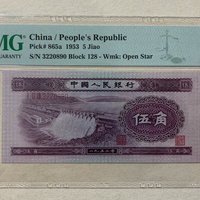 MG
GUARANTY
China / People's Republic
Pick# 865a 1953 5 Jiao
S/N 3220890 Block 128 - Wmk: Open Star
中国人民银行
伍角